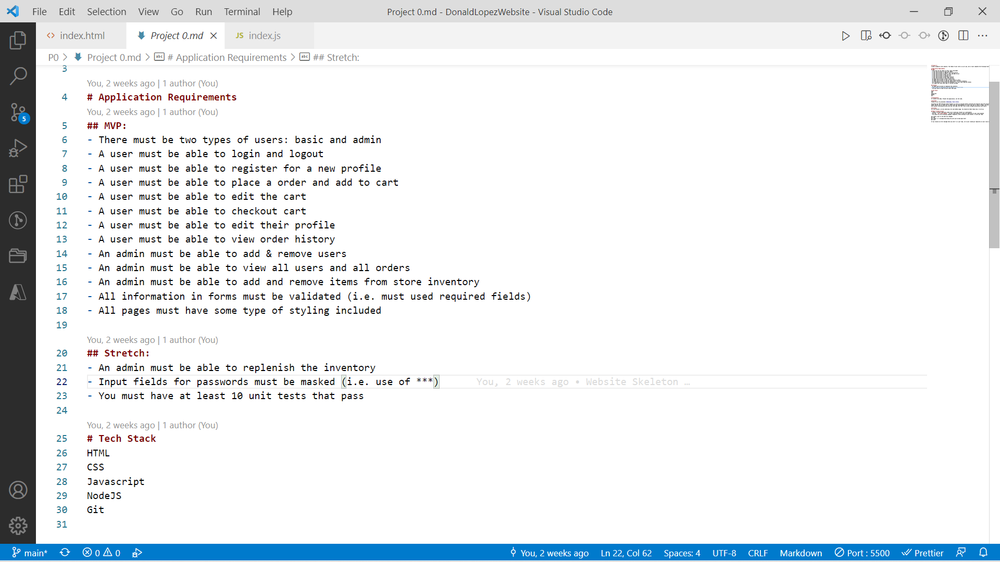 File Edit Selection View Go Run Terminal Help
Project 0.md - DonaldLopezWebsite - Visual Studio Code
<> index.html
Project 0.md
JS index.js
P0 > Project 0.md > abc # Application Requirements > abc ## Stretch:
3
You, 2 weeks ago | 1 author (You)
4 # Application Requirements
You, 2 weeks ago | 1 author (You)
5 ## MVP:
6 - There must be two types of users: basic and admin
7 - A user must be able to login and logout
8 - A user must be able to register for a new profile
9 - A user must be able to place a order and add to cart
10 - A user must be able to edit the cart
11 - A user must be able to checkout cart
12 - A user must be able to edit their profile
13 - A user must be able to view order history
14 - An admin must be able to add & remove users
15 - An admin must be able to view all users and all orders
16 - An admin must be able to add and remove items from store inventory
17 - All information in forms must be validated (i.e. must used required fields)
18 - All pages must have some type of styling included
19
You, 2 weeks ago | 1 author (You)
20 ## Stretch:
21 - An admin must be able to replenish the inventory
22 - Input fields for passwords must be masked (i.e. use of ***) You, 2 weeks ago • Website Skeleton …
23 - You must have at least 10 unit tests that pass
24
You, 2 weeks ago | 1 author (You)
25 # Tech Stack
26 HTML
27 CSS
28 Javascript
29 NodeJS
30 Git
31
5
main* 0 0 You, 2 weeks ago Ln 22, Col 62 Spaces: 4 UTF-8 CRLF Markdown Port : 5500 Prettier